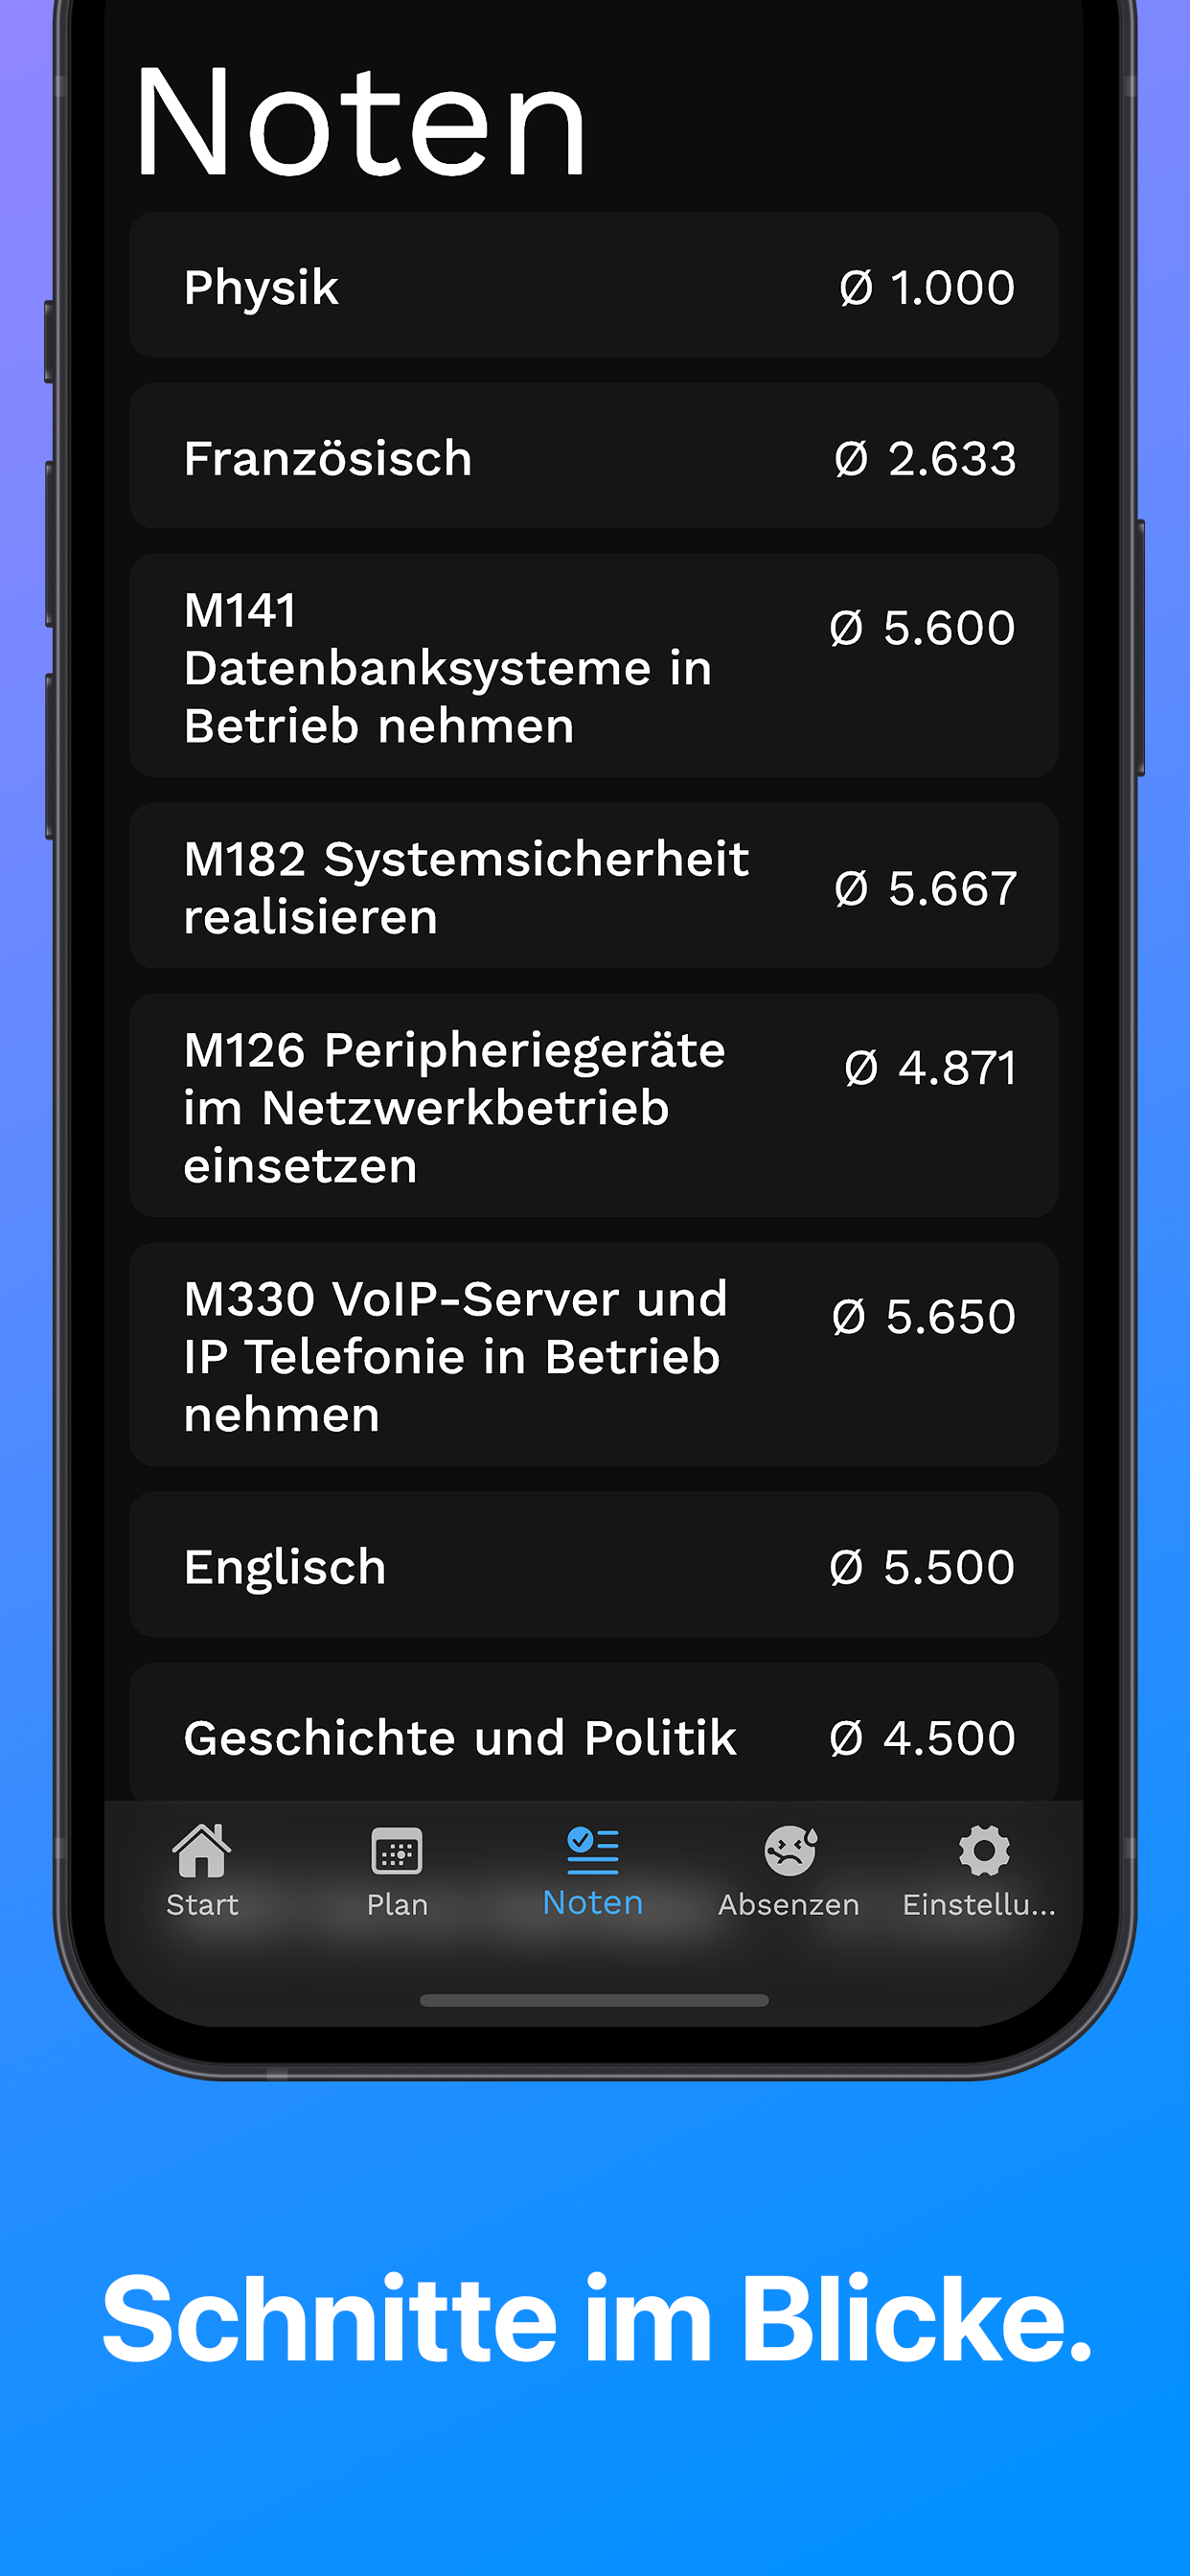 Noten
Physik Ø 1.000
Französisch Ø 2.633
M141
Datenbanksysteme in
Betrieb nehmen
Ø 5.600
M182 Systemsicherheit
realisieren
Ø 5.667
M126 Peripheriegeräte
im Netzwerkbetrieb
einsetzen
Ø 4.871
M330 VoIP-Server und
IP Telefonie in Betrieb
nehmen
Ø 5.650
Englisch Ø 5.500
Geschichte und Politik Ø 4.500
Start Plan Noten Absenzen Einstellu...
Schnitte im Blicke.